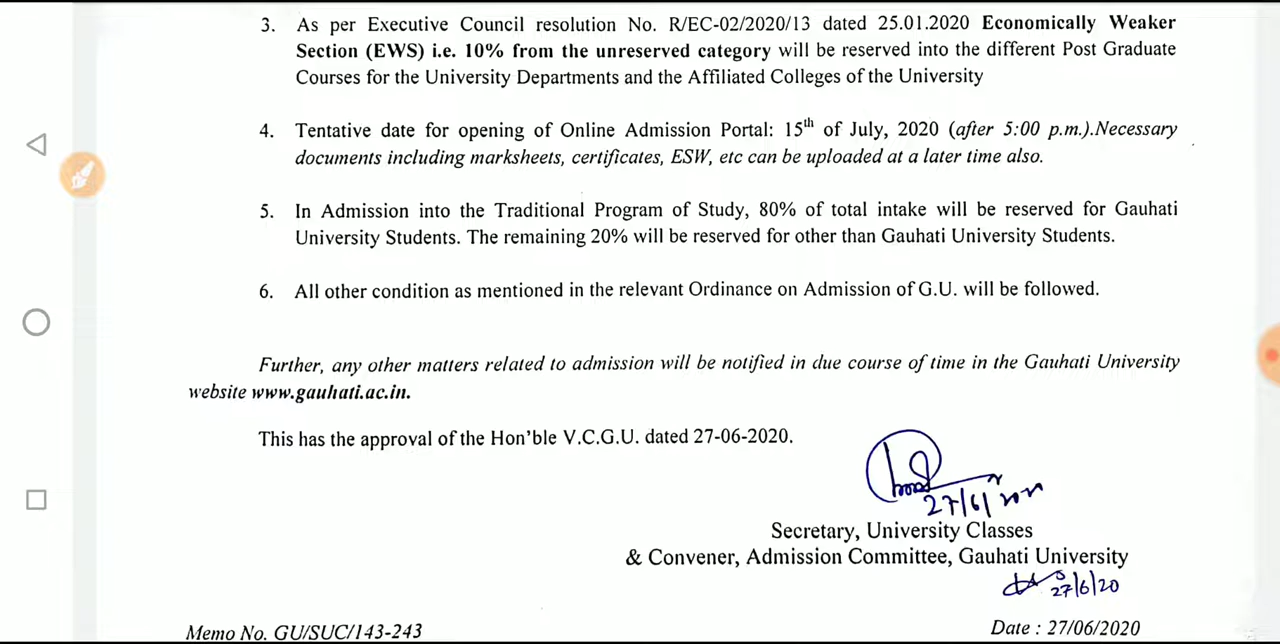 3. As per Executive Council resolution No. R/EC-02/2020/13 dated 25.01.2020 Economically Weaker
Section (EWS) i.e. 10% from the unreserved category will be reserved into the different Post Graduate
Courses for the University Departments and the Affiliated Colleges of the University
4. Tentative date for opening of Online Admission Portal: 15th of July, 2020 (after 5:00 p.m.).Necessary
documents including marksheets, certificates, ESW, etc can be uploaded at a later time also.
5. In Admission into the Traditional Program of Study, 80% of total intake will be reserved for Gauhati
University Students. The remaining 20% will be reserved for other than Gauhati University Students.
6. All other condition as mentioned in the relevant Ordinance on Admission of G.U. will be followed.
Further, any other matters related to admission will be notified in due course of time in the Gauhati University
website www.gauhati.ac.in.
This has the approval of the Hon'ble V.C.G.U. dated 27-06-2020.
27/6/
Secretary, University Classes
& Convener, Admission Committee, Gauhati University
27/6/20
Memo No. GU/SUC/143-243
Date : 27/06/2020